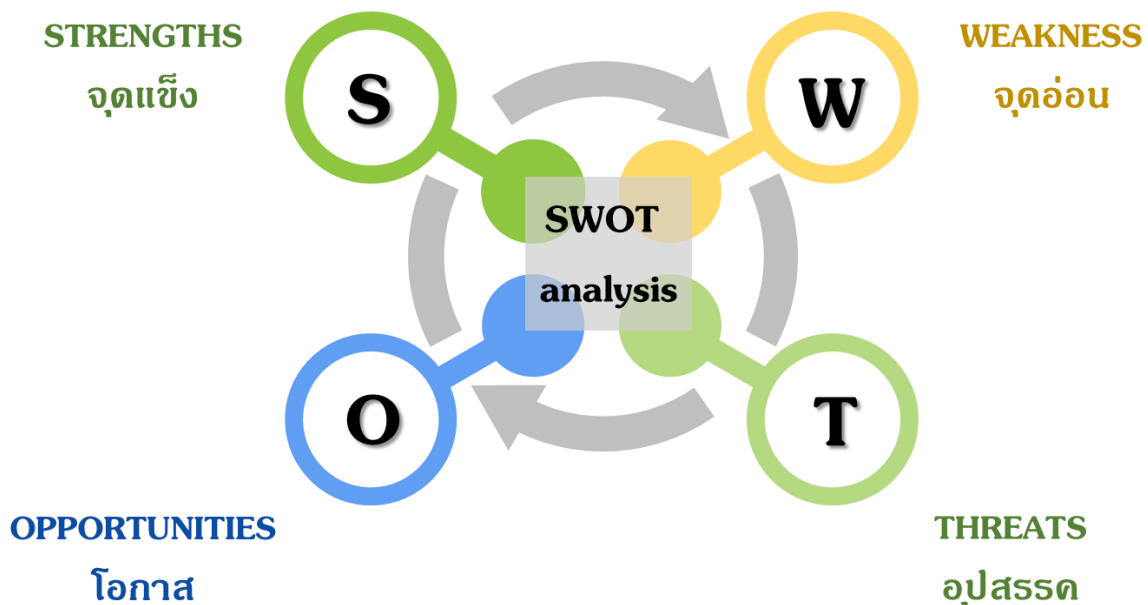 STRENGTHS
จุดแข็ง
S
W
WEAKNESS
จุดอ่อน
SWOT
analysis
O
T
OPPORTUNITIES
โอกาส
THREATS
อุปสรรค